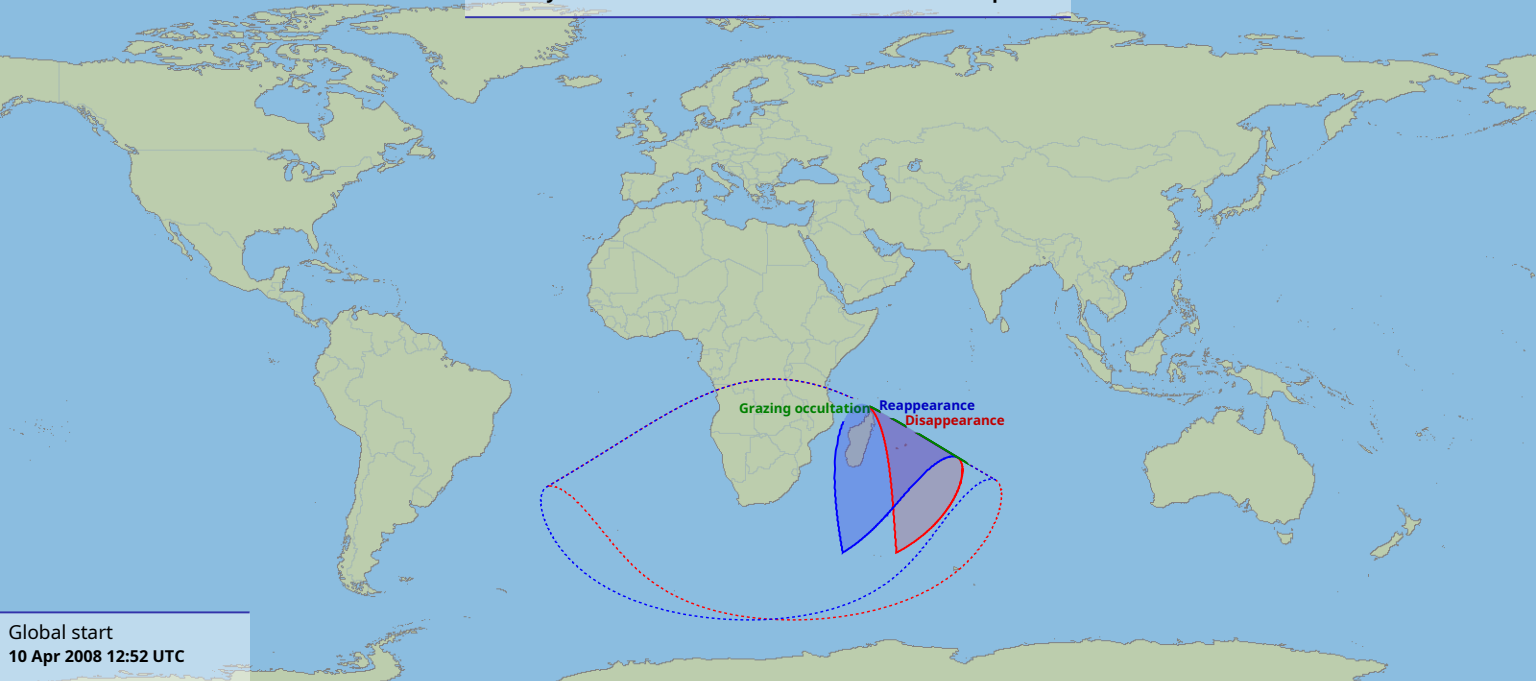 Grazing occultation
Reappearance
Disappearance
Global start
10 Apr 2008 12:52 UTC